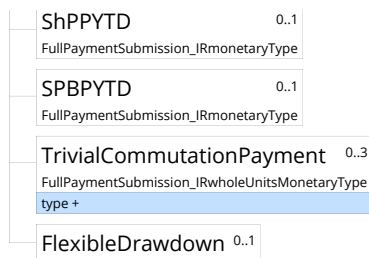 ShPPYTD 0..1
FullPaymentSubmission_IRmonetaryType
SPBPYTD 0..1
FullPaymentSubmission_IRmonetaryType
TrivialCommutationPayment 0..3
FullPaymentSubmission_IRwholeUnitsMonetaryType
type +
FlexibleDrawdown 0..1